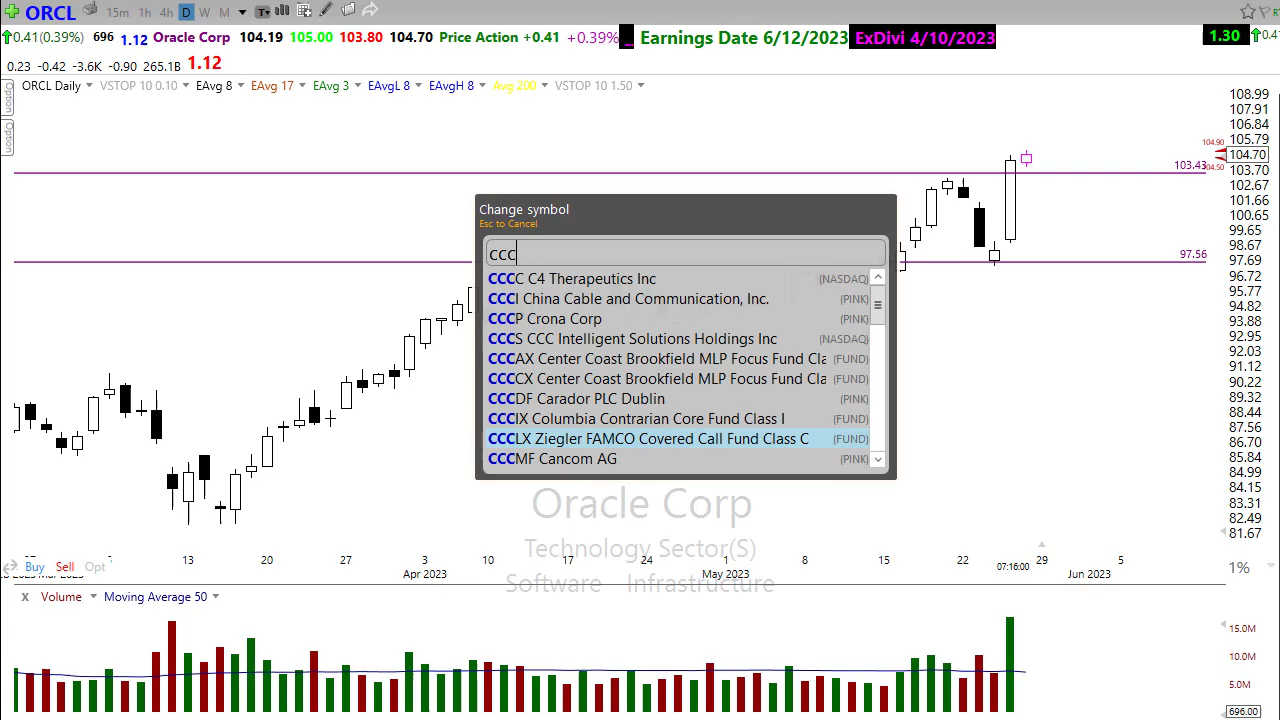 ORCL 15m 1h 4h D W M T
0.41(0.39%) 696 1.12 Oracle Corp 104.19 105.00 103.80 104.70 Price Action +0.41 +0.39% Earnings Date 6/12/2023 ExDivi 4/10/2023 1.30
0.23 -0.42 -3.6K -0.90 265.1B 1.12
ORCL Daily VSTOP 10 0.10 EAvg 8 EAvg 17 EAvg 3 EAvgL 8 EAvgH 8 Avg 200 VSTOP 10 1.50
Option
Option
108.99
107.91
106.84
105.79
104.90
104.70
104.50
103.43
103.70
102.67
101.66
100.65
99.65
98.67
97.56
97.69
96.72
95.77
94.82
93.88
92.95
92.03
91.12
90.22
89.32
88.44
87.56
86.70
85.84
84.99
84.15
83.31
82.49
81.67
Change symbol
Esc to Cancel
CCC
CCCC C4 Therapeutics Inc (NASDAQ)
CCCI China Cable and Communication, Inc. (PINK)
CCCP Crona Corp (PINK)
CCCS CCC Intelligent Solutions Holdings Inc (NASDAQ)
CCCAX Center Coast Brookfield MLP Focus Fund Cla (FUND)
CCCCX Center Coast Brookfield MLP Focus Fund Cla (FUND)
CCCDF Carador PLC Dublin (PINK)
CCCIX Columbia Contrarian Core Fund Class I (FUND)
CCCLX Ziegler FAMCO Covered Call Fund Class C (FUND)
CCCMF Cancom AG (PINK)
Oracle Corp
Technology Sector(S)
Software Infrastructure
13 20 27 3 10 17 24 1 8 15 22 29 5
Buy Sell Opt 07:16:00 1%
Apr 2023 May 2023 Jun 2023
x Volume Moving Average 50
15.0M
10.0M
5.0M
696.00